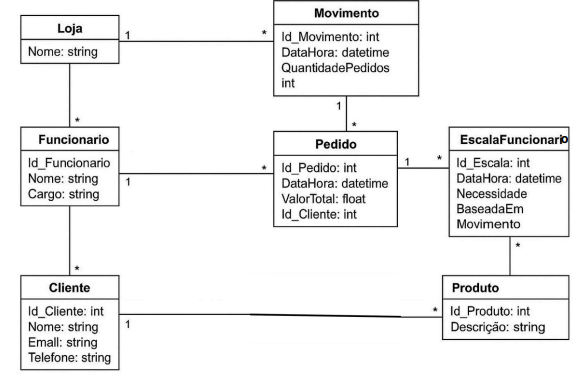 Loja
Nome: string
Movimento
Id_Movimento: int
DataHora: datetime
QuantidadePedidos
int
1
*
*
1
*
Funcionario
Id_Funcionario
Nome: string
Cargo: string
1
*
Pedido
Id_Pedido: int
DataHora: datetime
ValorTotal: float
Id_Cliente: int
1
*
EscalaFuncionario
Id_Escala: int
DataHora: datetime
Necessidade
BaseadaEm
Movimento
*
*
Cliente
Id_Cliente: int
Nome: string
Emall: string
Telefone: string
1
*
Produto
Id_Produto: int
Descrição: string